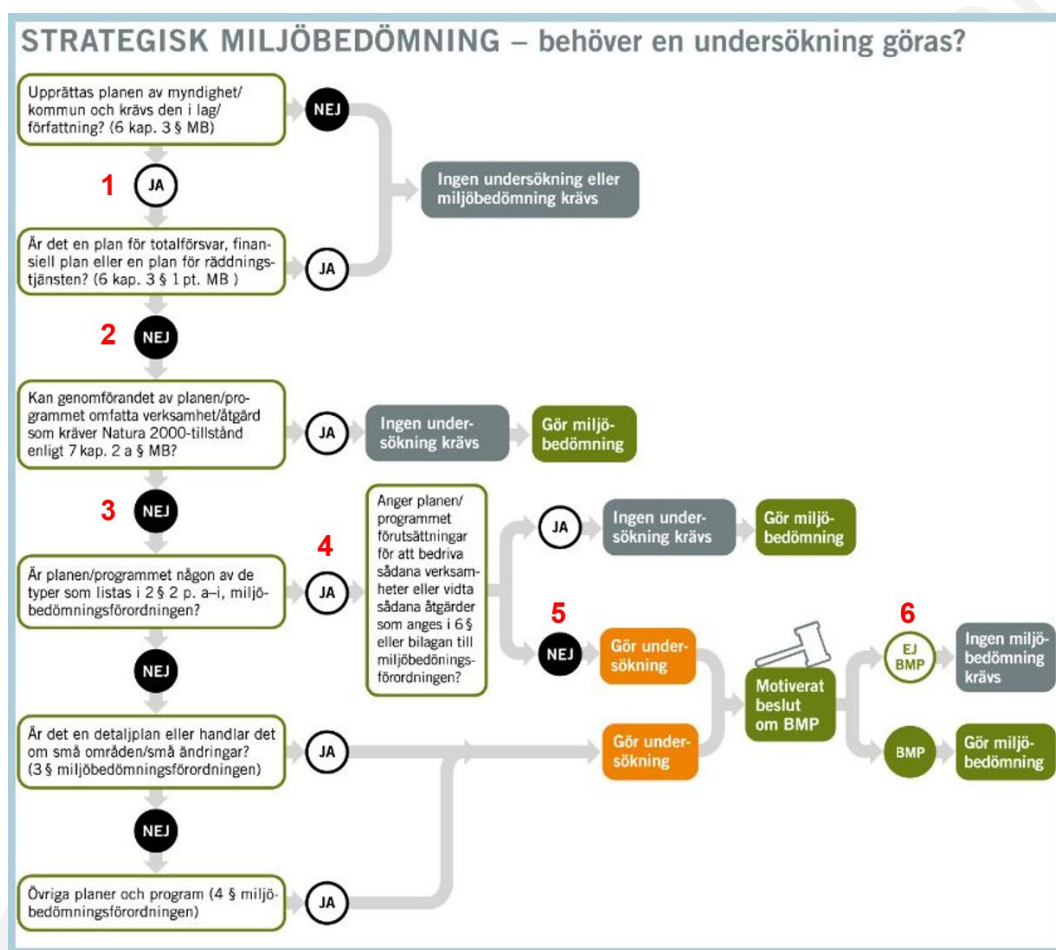 STRATEGISK MILJÖBEDÖMNING – behöver en undersökning göras?
Upprättas planen av myndighet/
kommun och krävs den i lag/
författning? (6 kap. 3 § MB)
NEJ
1
JA
Ingen undersökning eller
miljöbedömning krävs
Är det en plan för totalförsvar, finan-
siell plan eller en plan för räddnings-
tjänsten? (6 kap. 3 § 1 pt. MB )
JA
2
NEJ
Kan genomförandet av planen/pro-
grammet omfatta verksamhet/åtgärd
som kräver Natura 2000-tillstånd
enligt 7 kap. 2 a § MB?
JA
Ingen under-
sökning krävs
Gör miljö-
bedömning
3
NEJ
Är planen/programmet någon av de
typer som listas i 2 § 2 p. a–i, miljö-
bedömningsförordningen?
4
JA
Anger planen/
programmet
förutsättningar
för att bedriva
sådana verksam-
heter eller vidta
sådana åtgärder
som anges i 6 §
eller bilagan till
miljöbedönings-
förordningen?
JA
Ingen under-
sökning krävs
Gör miljö-
bedömning
5
NEJ
Gör under-
sökning
Motiverat
beslut
om BMP
6
EJ
BMP
Ingen miljö-
bedömning
krävs
BMP
Gör miljö-
bedömning
NEJ
Är det en detaljplan eller handlar det
om små områden/små ändringar?
(3 § miljöbedömningsförordningen)
JA
Gör under-
sökning
NEJ
Övriga planer och program (4 § miljö-
bedömningsförordningen)
JA